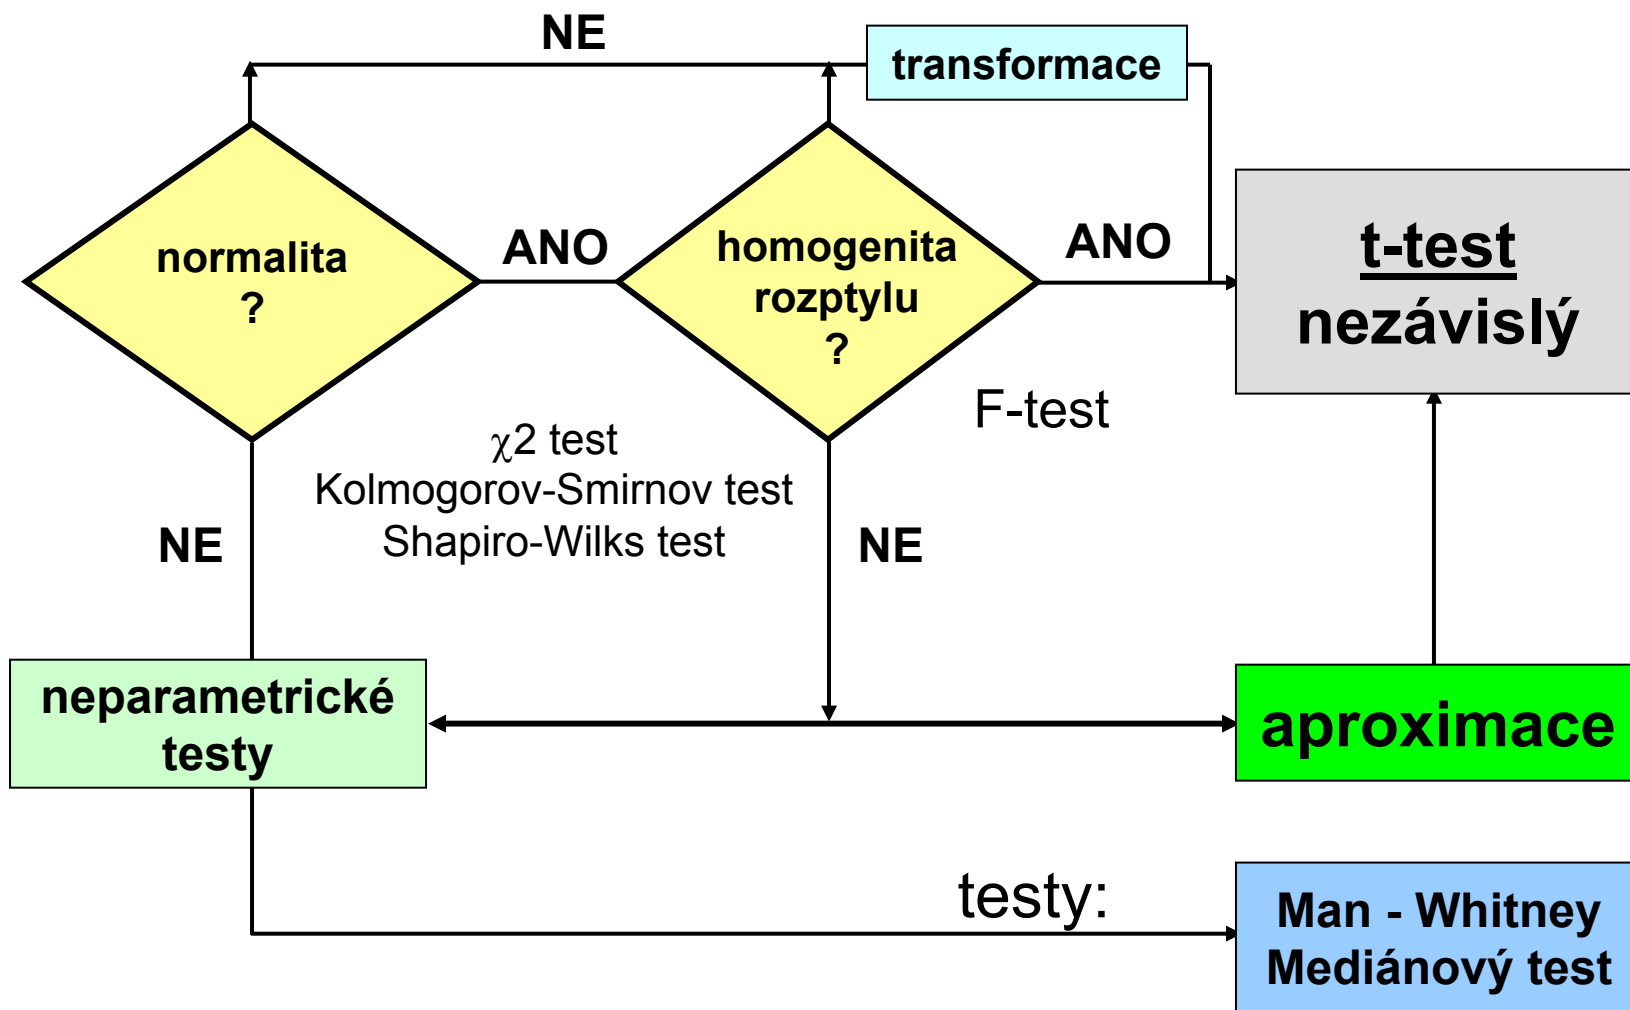 NE
transformace
normalita
?
ANO
homogenita
rozptylu
?
ANO
t-test
nezávislý
F-test
χ2 test
Kolmogorov-Smirnov test
Shapiro-Wilks test
NE
NE
neparametrické
testy
aproximace
testy:
Man - Whitney
Mediánový test